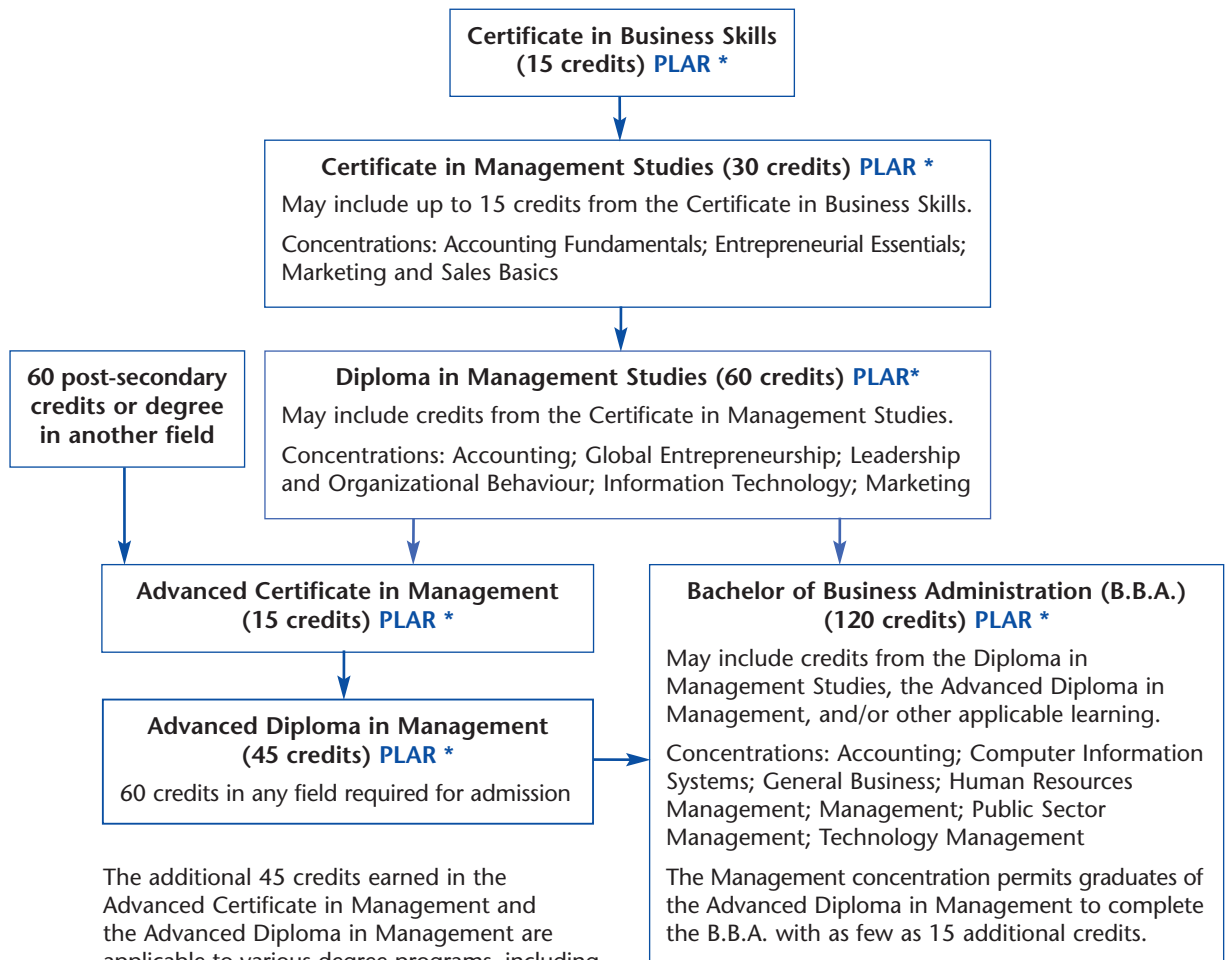 Certificate in Business Skills
(15 credits) PLAR *
Certificate in Management Studies (30 credits) PLAR *
May include up to 15 credits from the Certificate in Business Skills.
Concentrations: Accounting Fundamentals; Entrepreneurial Essentials;
Marketing and Sales Basics
60 post-secondary
credits or degree
in another field
Diploma in Management Studies (60 credits) PLAR*
May include credits from the Certificate in Management Studies.
Concentrations: Accounting; Global Entrepreneurship; Leadership
and Organizational Behaviour; Information Technology; Marketing
Advanced Certificate in Management
(15 credits) PLAR *
Advanced Diploma in Management
(45 credits) PLAR *
60 credits in any field required for admission
The additional 45 credits earned in the
Advanced Certificate in Management and
the Advanced Diploma in Management are
applicable to various degree programs, including
Bachelor of Business Administration (B.B.A.)
(120 credits) PLAR *
May include credits from the Diploma in
Management Studies, the Advanced Diploma in
Management, and/or other applicable learning.
Concentrations: Accounting; Computer Information
Systems; General Business; Human Resources
Management; Management; Public Sector
Management; Technology Management
The Management concentration permits graduates of
the Advanced Diploma in Management to complete
the B.B.A. with as few as 15 additional credits.